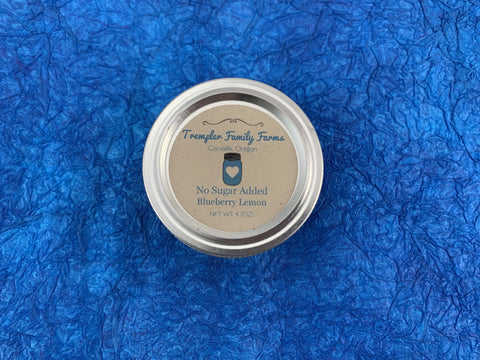 Trempler Family Farms
Corvallis, Oregon
No Sugar Added
Blueberry Lemon
NET WT 4 (OZ)